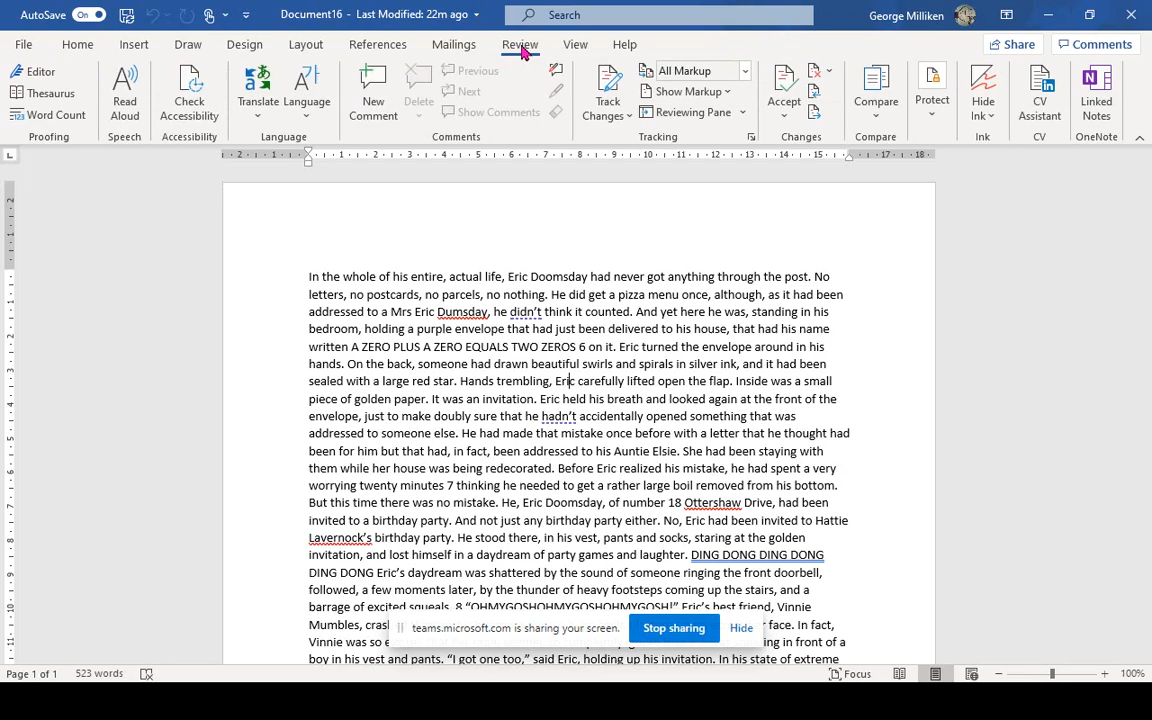 AutoSave On Document16 - Last Modified: 22m ago Search George Milliken
File Home Insert Draw Design Layout References Mailings Review View Help Share Comments
Editor
Thesaurus
Word Count
Proofing
Read Aloud
Speech
Check Accessibility
Accessibility
Translate
Language
Language
New Comment
Delete
Previous
Next
Show Comments
Comments
Track Changes
All Markup
Show Markup
Reviewing Pane
Tracking
Accept
Changes
Compare
Compare
Protect
Hide Ink
Ink
CV Assistant
CV
Linked Notes
OneNote
2 1 1 2 3 4 5 6 7 8 9 10 11 12 13 14 15 17 18
In the whole of his entire, actual life, Eric Doomsday had never got anything through the post. No
letters, no postcards, no parcels, no nothing. He did get a pizza menu once, although, as it had been
addressed to a Mrs Eric Dumsday, he didn’t think it counted. And yet here he was, standing in his
bedroom, holding a purple envelope that had just been delivered to his house, that had his name
written A ZERO PLUS A ZERO EQUALS TWO ZEROS 6 on it. Eric turned the envelope around in his
hands. On the back, someone had drawn beautiful swirls and spirals in silver ink, and it had been
sealed with a large red star. Hands trembling, Eric carefully lifted open the flap. Inside was a small
piece of golden paper. It was an invitation. Eric held his breath and looked again at the front of the
envelope, just to make doubly sure that he hadn’t accidentally opened something that was
addressed to someone else. He had made that mistake once before with a letter that he thought had
been for him but that had, in fact, been addressed to his Auntie Elsie. She had been staying with
them while her house was being redecorated. Before Eric realized his mistake, he had spent a very
worrying twenty minutes 7 thinking he needed to get a rather large boil removed from his bottom.
But this time there was no mistake. He, Eric Doomsday, of number 18 Ottershaw Drive, had been
invited to a birthday party. And not just any birthday party either. No, Eric had been invited to Hattie
Lavernock’s birthday party. He stood there, in his vest, pants and socks, staring at the golden
invitation, and lost himself in a daydream of party games and laughter. DING DONG DING DONG
DING DONG Eric’s daydream was shattered by the sound of someone ringing the front doorbell,
followed, a few moments later, by the thunder of heavy footsteps coming up the stairs, and a
barrage of excited squeals. 8 “OHMYGOSHOHMYGOSHOHMYGOSH!” Eric’s best friend, Vinnie
Mumbles, face. In fact,
Vinnie was so in front of a
boy in his vest and pants. “I got one too,” said Eric, holding up his invitation. In his state of extreme
teams.microsoft.com is sharing your screen. Stop sharing Hide
Page 1 of 1 523 words Focus 100%